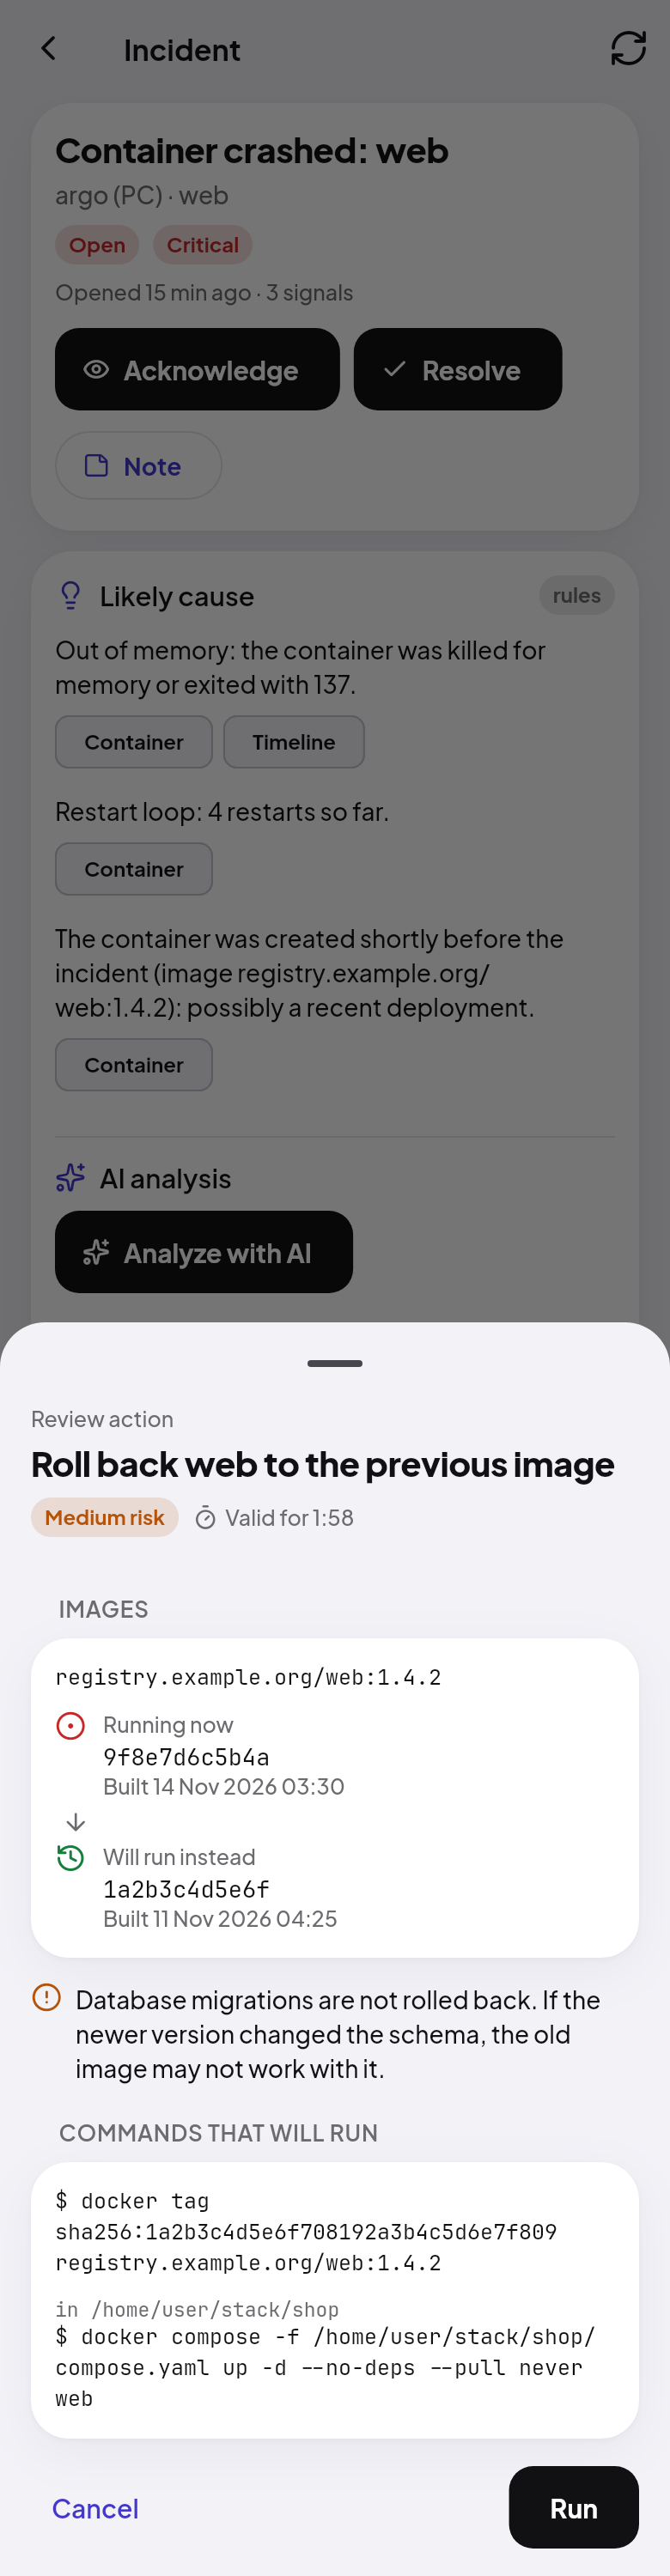 Incident
Container crashed: web
argo (PC) · web
Open Critical
Opened 15 min ago · 3 signals
Acknowledge Resolve
Note
Likely cause rules
Out of memory: the container was killed for
memory or exited with 137.
Container Timeline
Restart loop: 4 restarts so far.
Container
The container was created shortly before the
incident (image registry.example.org/
web:1.4.2): possibly a recent deployment.
Container
AI analysis
Analyze with AI
Review action
Roll back web to the previous image
Medium risk Valid for 1:58
IMAGES
registry.example.org/web:1.4.2
Running now
9f8e7d6c5b4a
Built 14 Nov 2026 03:30
Will run instead
1a2b3c4d5e6f
Built 11 Nov 2026 04:25
Database migrations are not rolled back. If the
newer version changed the schema, the old
image may not work with it.
COMMANDS THAT WILL RUN
$ docker tag
sha256:1a2b3c4d5e6f708192a3b4c5d6e7f809
registry.example.org/web:1.4.2
in /home/user/stack/shop
$ docker compose -f /home/user/stack/shop/
compose.yaml up -d --no-deps --pull never
web
Cancel Run